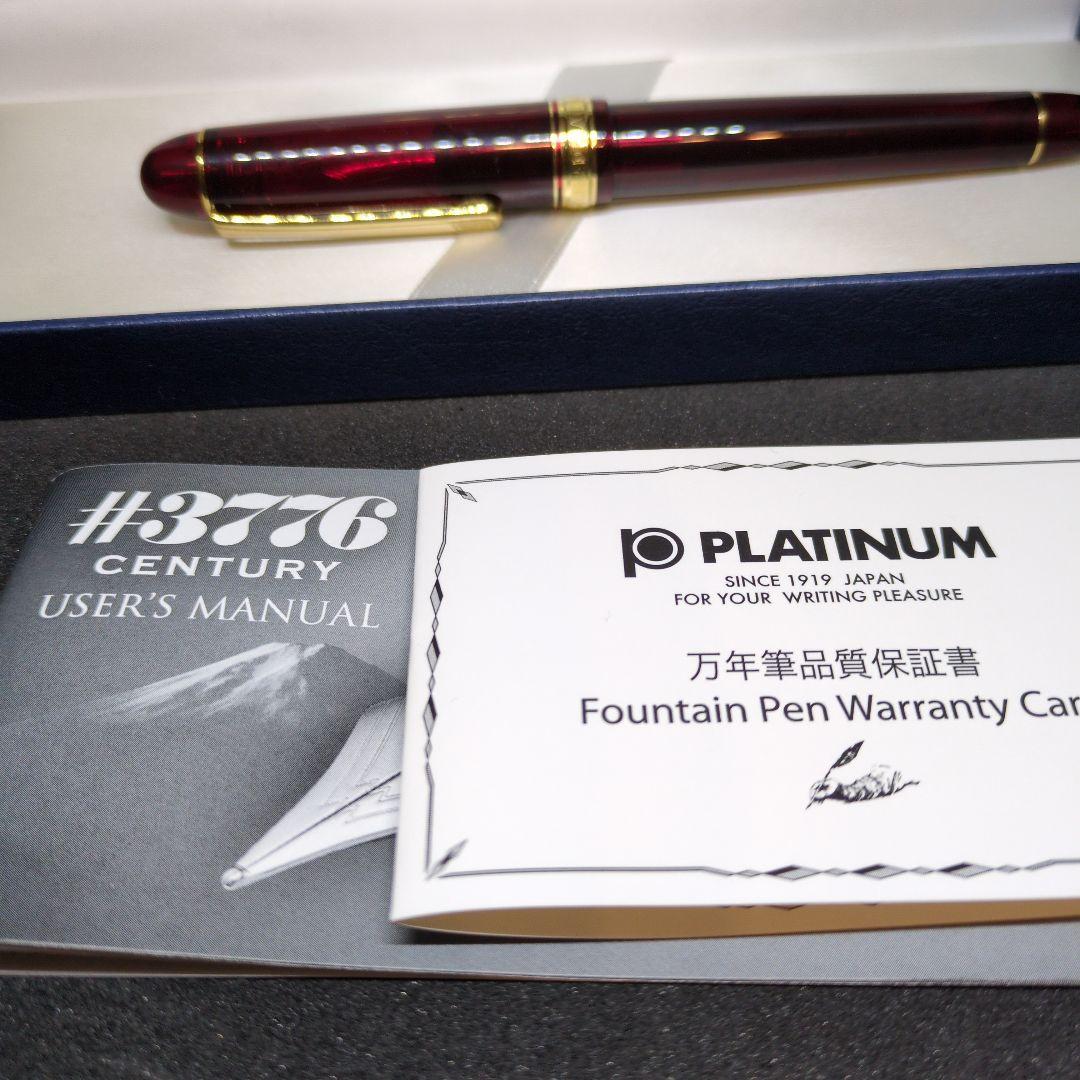 #3776
CENTURY
USER'S MANUAL
PLATINUM
SINCE 1919 JAPAN
FOR YOUR WRITING PLEASURE
万年筆品質保証書
Fountain Pen Warranty Car